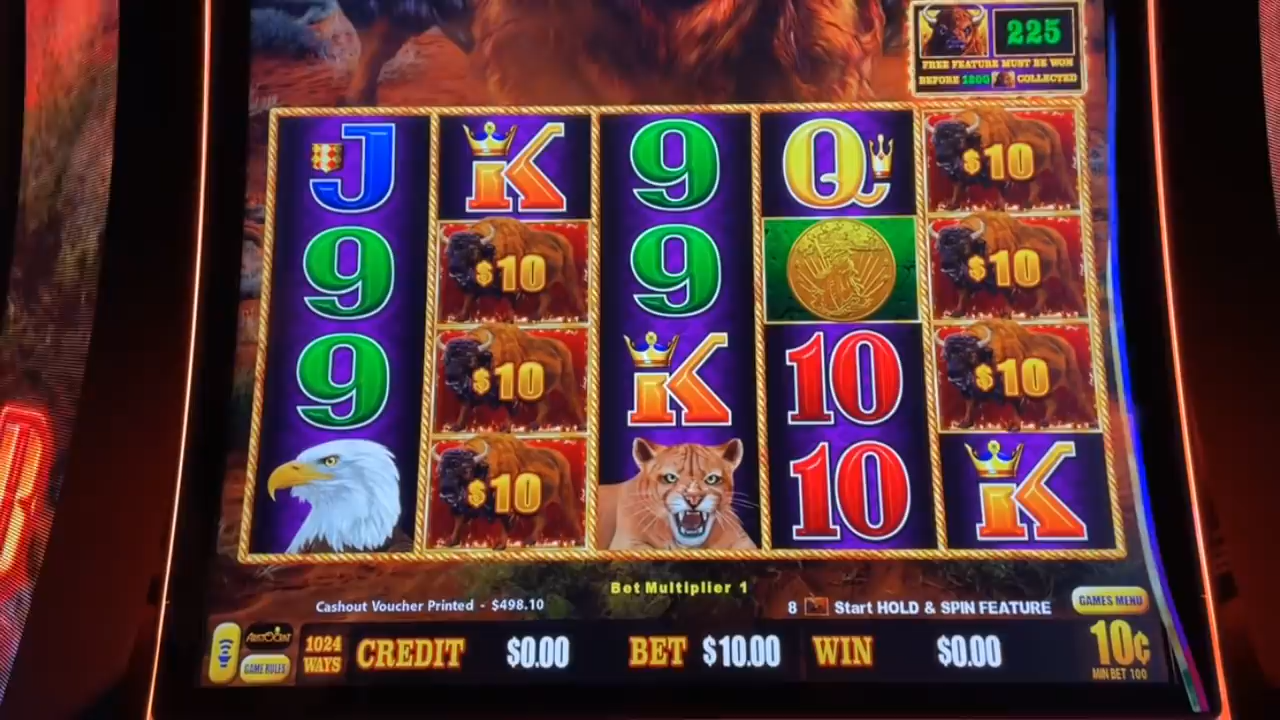 225
FREE FEATURE MUST BE WON
BEFORE 1800 COLLECTED
J K 9 Q $10
9 $10 9 $10
9 $10 K 10 $10
$10 10 K
Bet Multiplier 1
Cashout Voucher Printed - $498.10
8 Start HOLD & SPIN FEATURE
GAMES MENU
ARISTOCRAT
GAME RULES
1024 WAYS
CREDIT $0.00
BET $10.00
WIN $0.00
10¢
MIN BET 100